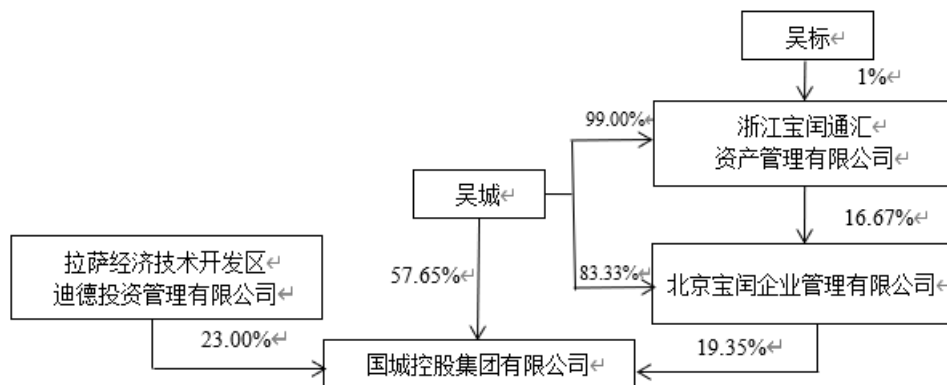 吴标
1%
99.00%
浙江宝闰通汇
资产管理有限公司
吴城
16.67%
拉萨经济技术开发区
迪德投资管理有限公司
57.65%
83.33%
北京宝闰企业管理有限公司
23.00%
国城控股集团有限公司
19.35%